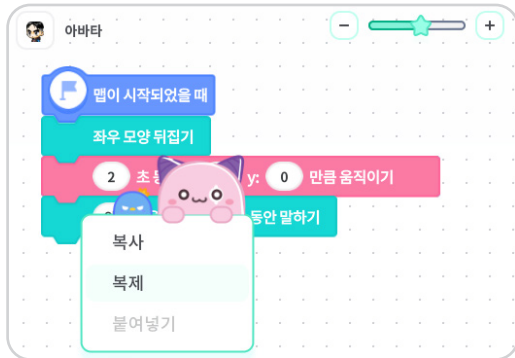 아바타
맵이 시작되었을 때
좌우 모양 뒤집기
2 초 y: 0 만큼 움직이기
동안 말하기
복사
복제
붙여넣기